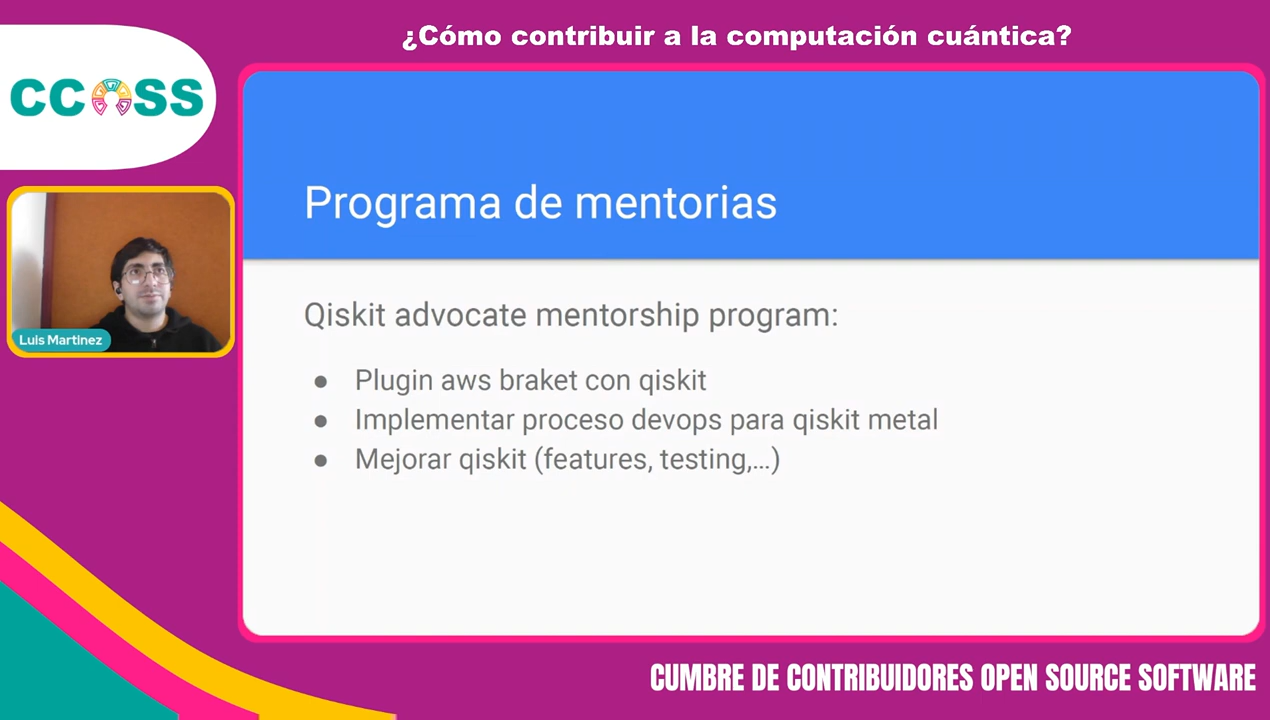 ¿Cómo contribuir a la computación cuántica?
CCOSS
Programa de mentorias
Luis Martinez
Qiskit advocate mentorship program:
● Plugin aws braket con qiskit
● Implementar proceso devops para qiskit metal
● Mejorar qiskit (features, testing,...)
CUMBRE DE CONTRIBUIDORES OPEN SOURCE SOFTWARE